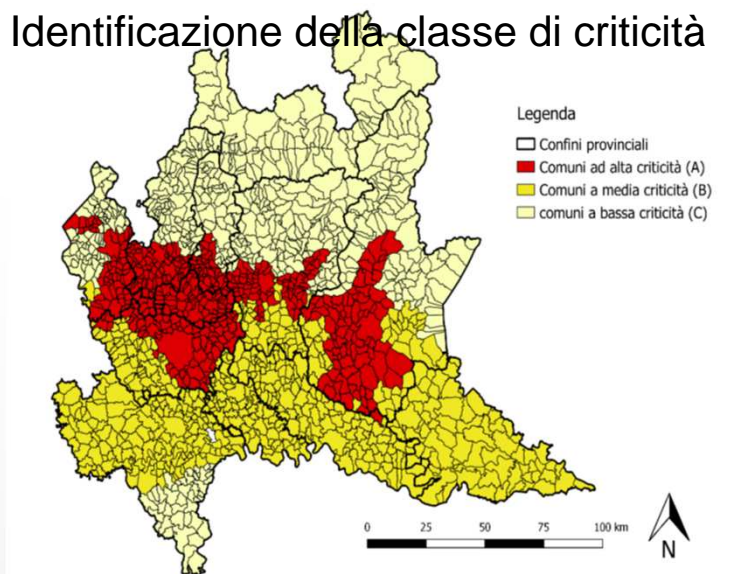 Identificazione della classe di criticità
Legenda
Confini provinciali
Comuni ad alta criticità (A)
Comuni a media criticità (B)
comuni a bassa criticità (C)
0 25 50 75 100 km
N